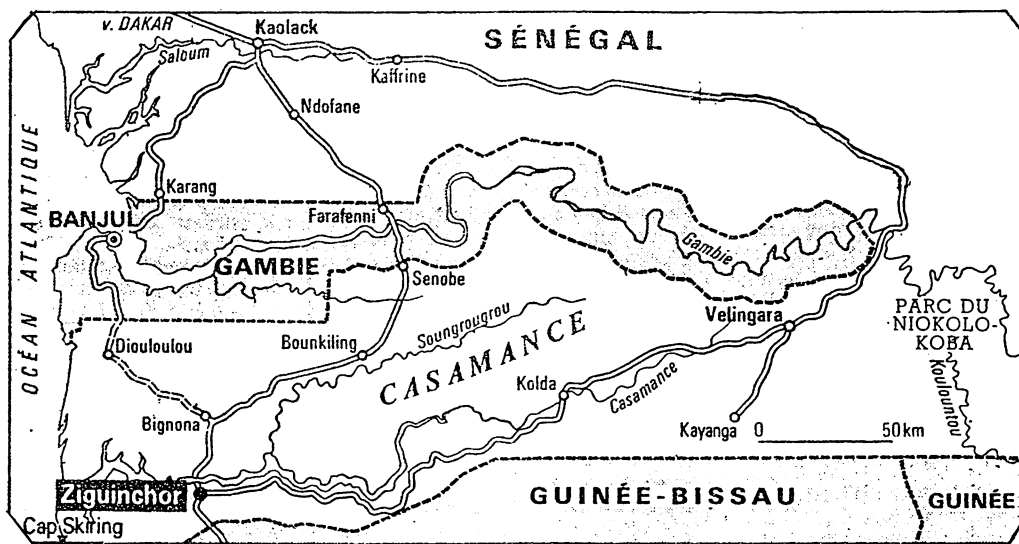 v. DAKAR
Kaolack
SÉNÉGAL
Saloum
Kaffrine
Ndofane
OCÉAN ATLANTIQUE
Karang
BANJUL
Farafenni
GAMBIE
Gambie
Senobe
PARC DU
NIOKOLO-
KOBA
Velingara
Diouloulou
Bounkiling
Soungrougrou
CASAMANCE
Kolda
Casamance
Koulountou
Bignona
Kayanga
0 50 km
Ziguinchor
GUINÉE-BISSAU
GUINÉE
Cap Skiring